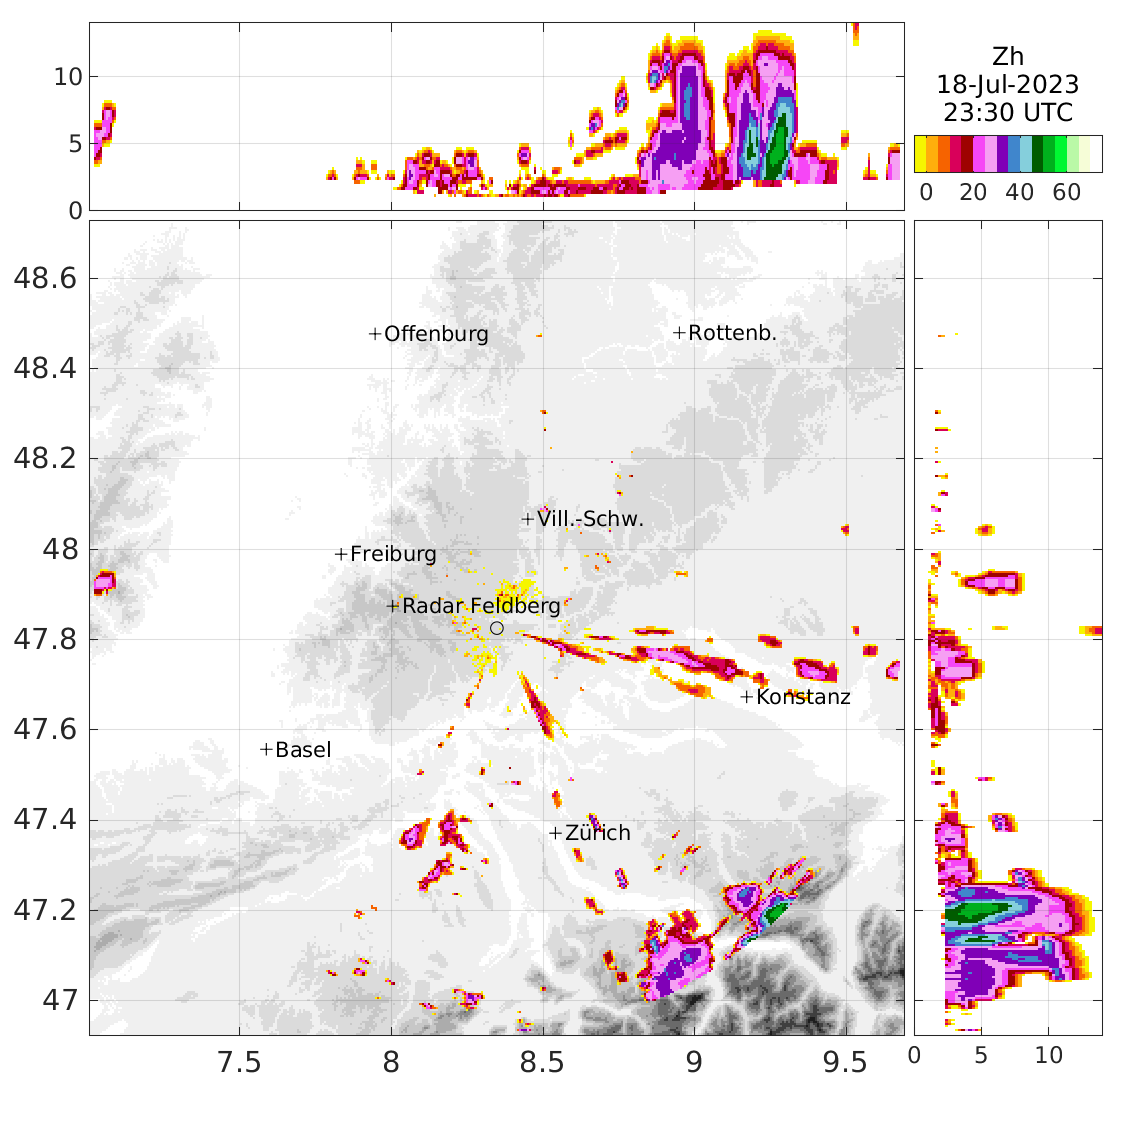 Zh
18-Jul-2023
23:30 UTC
0 20 40 60
10
5
0
48.6
48.4
48.2
48
47.8
47.6
47.4
47.2
47
+Offenburg
+Rottenb.
+Vill.-Schw.
+Freiburg
+Radar Feldberg
+Konstanz
+Basel
+Zürich
7.5 8 8.5 9 9.5
0 5 10